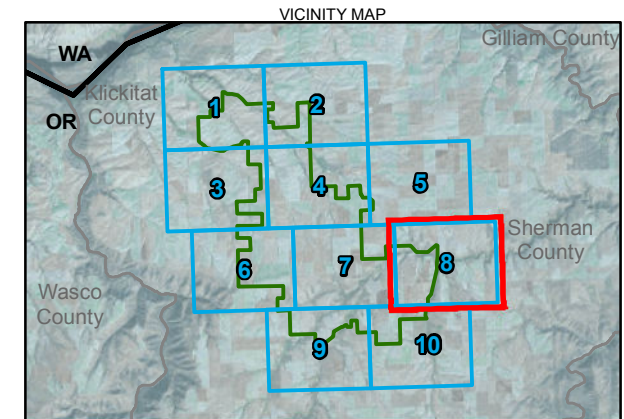 VICINITY MAP
Gilliam County
WA
Klickitat
County
OR
1
2
3
4
5
Sherman
County
6
7
8
Wasco
County
9
10